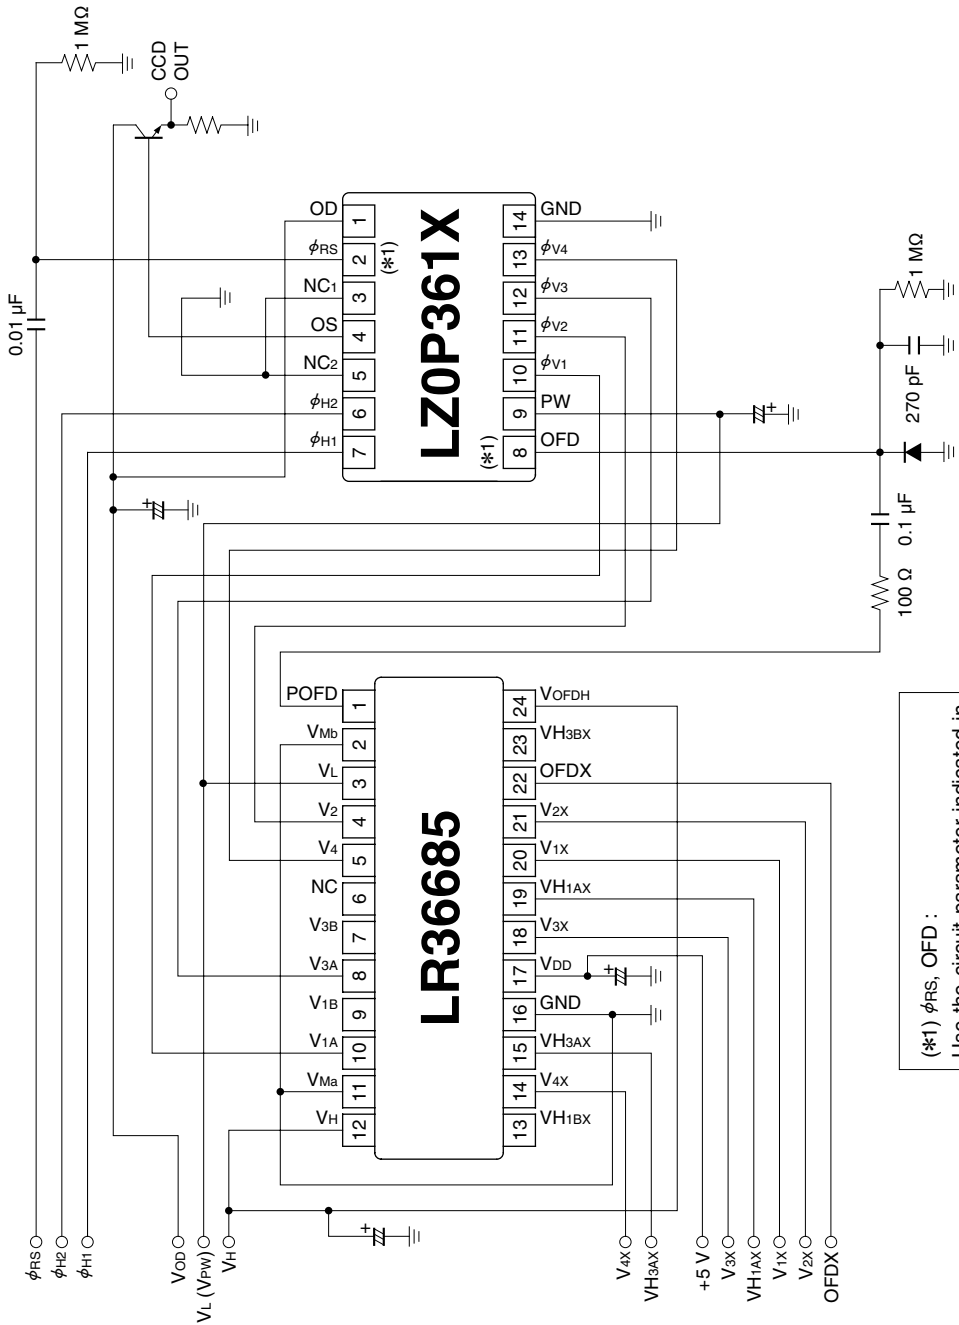 φRS
φH2
φH1
VOD
VL (VPW)
VH
V4X
VH3AX
+5 V
V3X
VH1AX
V1X
V2X
OFDX
0.01 µF
1 MΩ
CCD
OUT
+
+
LR36685
POFD
VMb
VL
V2
V4
NC
V3B
V3A
V1B
V1A
VMa
VH
1
2
3
4
5
6
7
8
9
10
11
12
24
23
22
21
20
19
18
17
16
15
14
13
VOFDH
VH3BX
OFDX
V2X
V1X
VH1AX
V3X
VDD
GND
VH3AX
V4X
VH1BX
+
LZ0P361X
OD
φRS
NC1
OS
NC2
φH2
φH1
1
2
3
4
5
6
7
(*1)
(*1)
14
13
12
11
10
9
8
GND
φV4
φV3
φV2
φV1
PW
OFD
+
100 Ω
0.1 µF
270 pF
1 MΩ
(*1) φRS, OFD :